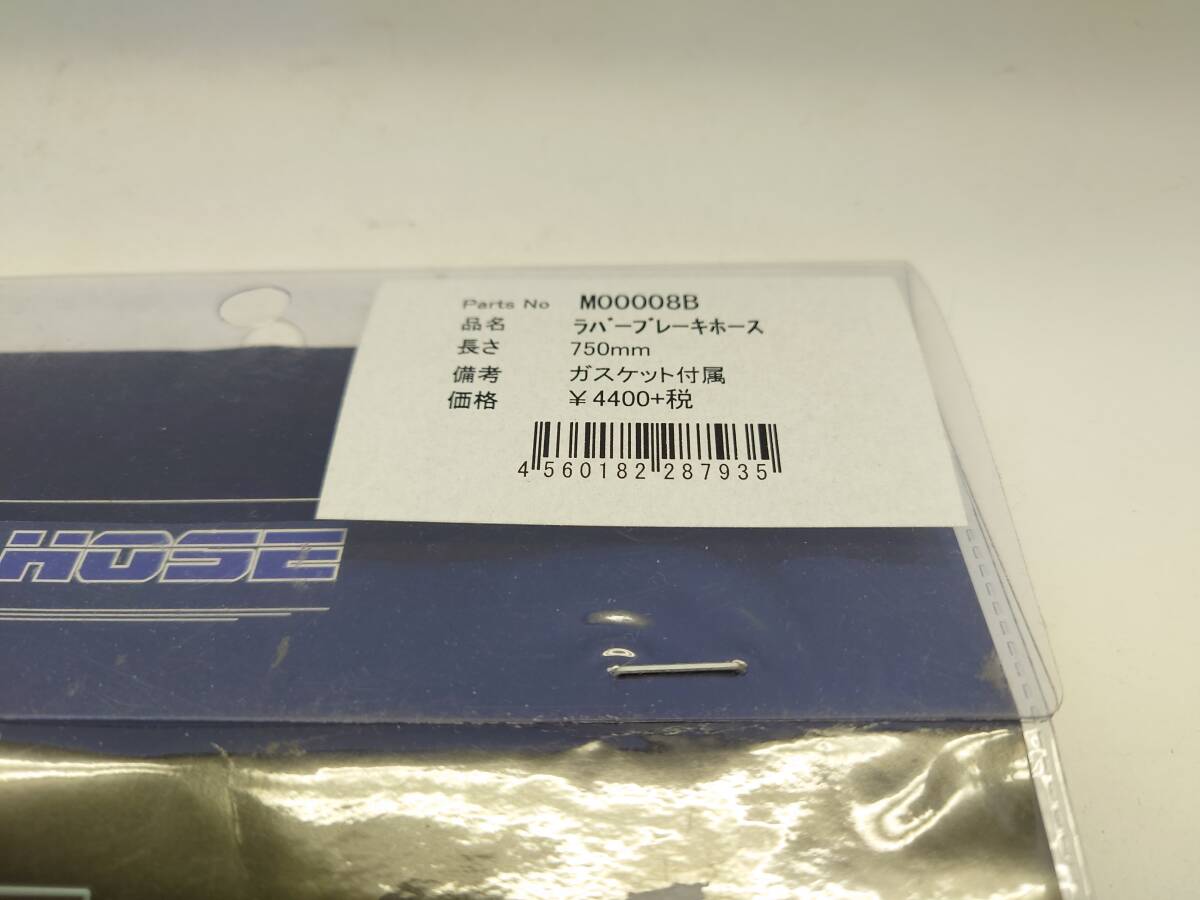 Parts No M00008B
品名 ラバーブレーキホース
長さ 750mm
備考 ガスケット付属
価格 ￥4400+税
4 560182 287935
HOSE